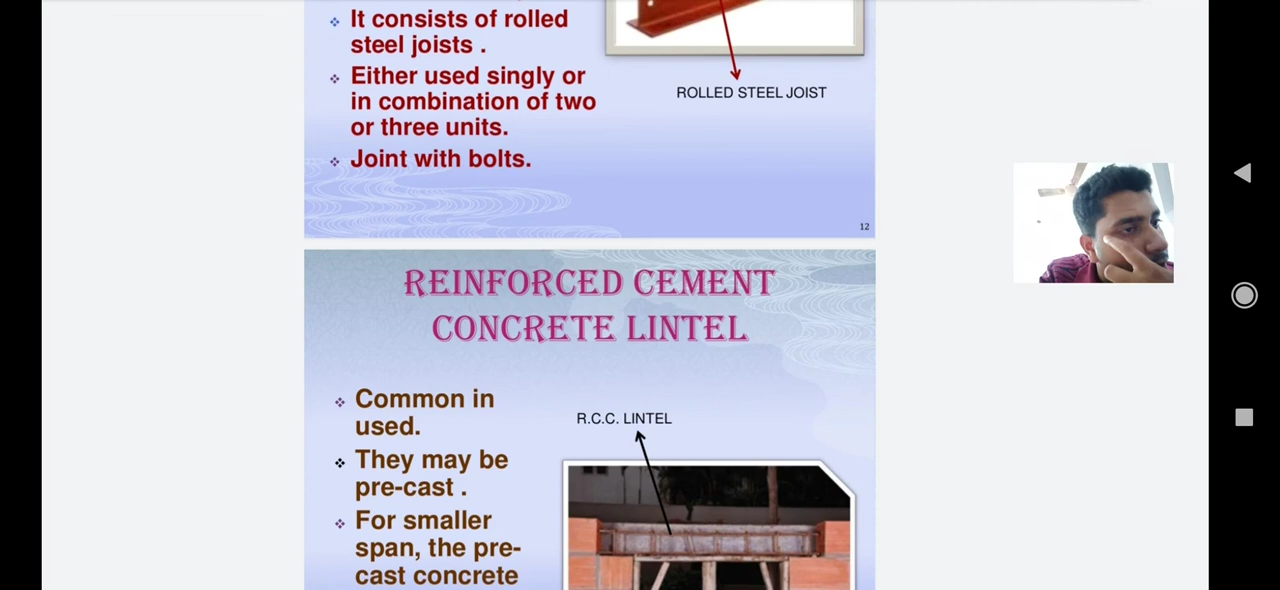 It consists of rolled
steel joists .
Either used singly or
in combination of two
or three units.
Joint with bolts.
ROLLED STEEL JOIST
12
REINFORCED CEMENT
CONCRETE LINTEL
Common in
used.
They may be
pre-cast .
For smaller
span, the pre-
cast concrete
R.C.C. LINTEL